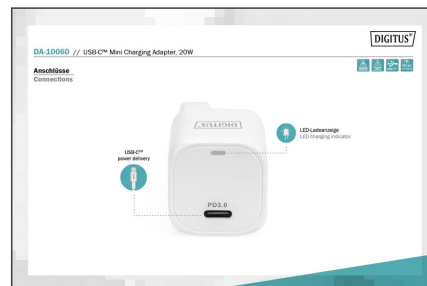 DIGITUS®
DA-10060 // USB-C™ Mini Charging Adapter, 20W
Anschlüsse
Connections
DIGITUS
LED-Ladeanzeige
LED charging indicator
USB-C™
power delivery
PD3.0